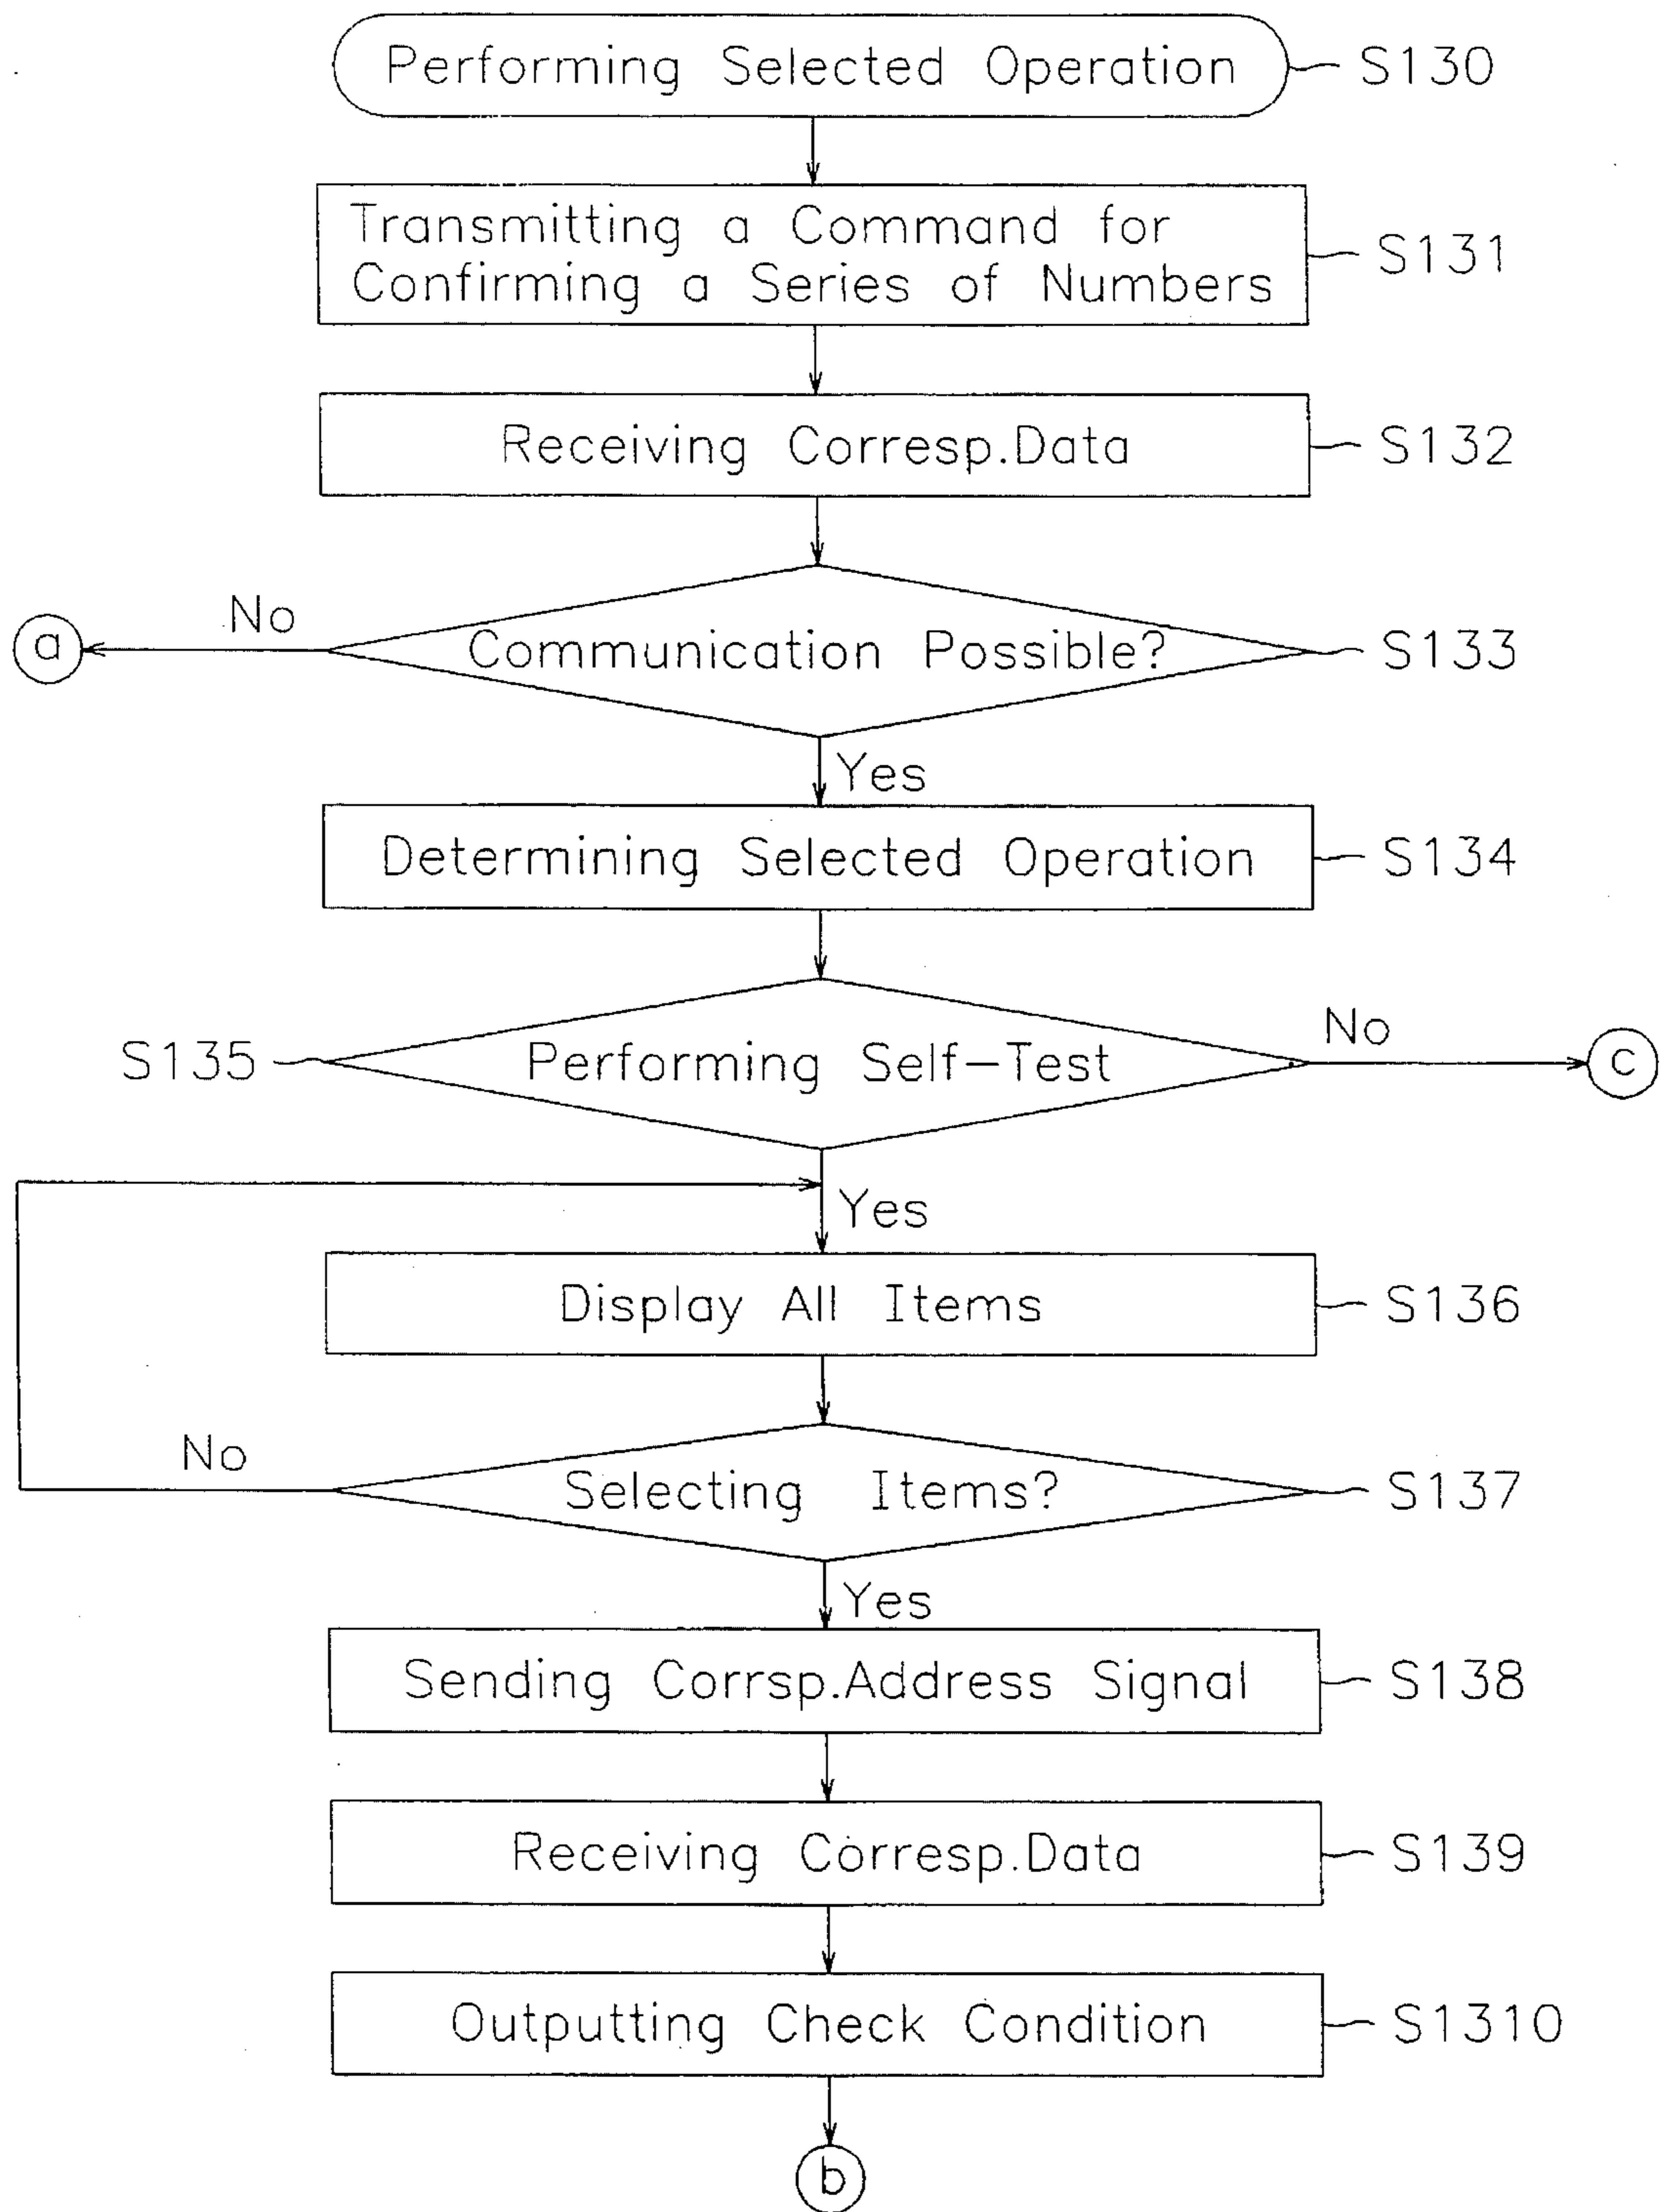 Performing Selected Operation S130
Transmitting a Command for
Confirming a Series of Numbers
S131
Receiving Corresp.Data S132
No
a
Communication Possible? S133
Yes
Determining Selected Operation S134
S135 Performing Self-Test
No
c
Yes
Display All Items S136
No
Selecting Items? S137
Yes
Sending Corrsp.Address Signal S138
Receiving Corresp.Data S139
Outputting Check Condition S1310
b